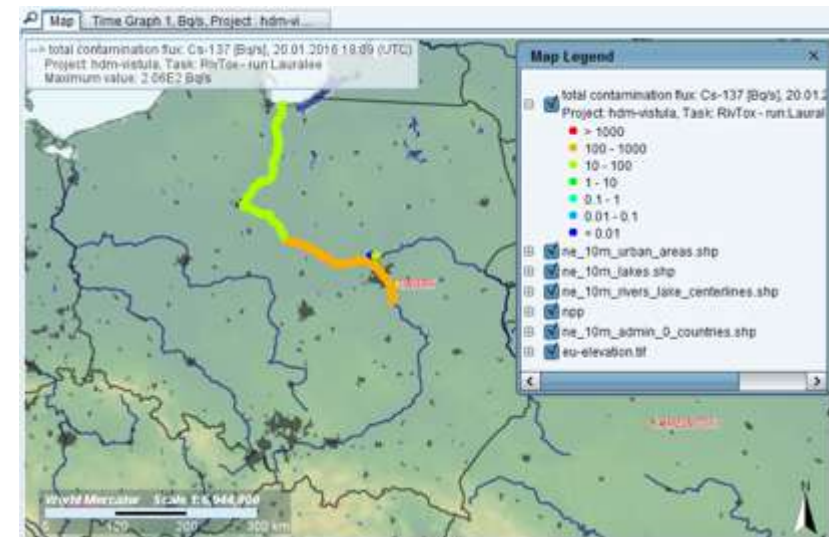 Map
Time Graph 1, Bq/s, Project: hdm-vi...
--> total contamination flux: Cs-137 [Bq/s], 20.01.2016 18:09 (UTC)
Project: hdm-vistula, Task: RivTox - run:Lauralee
Maximum value: 2.06E2 Bq/s
Map Legend
total contamination flux: Cs-137 [Bq/s], 20.01.2
Project: hdm-vistula, Task: RivTox - run:Laural
> 1000
100 - 1000
10 - 100
1 - 10
0.1 - 1
0.01 - 0.1
< 0.01
ne_10m_urban_areas.shp
ne_10m_lakes.shp
ne_10m_rivers_lake_centerlines.shp
npp
ne_10m_admin_0_countries.shp
eu-elevation.tif
World Mercator Scale 1:6,944,800
0 100 200 300 km
N